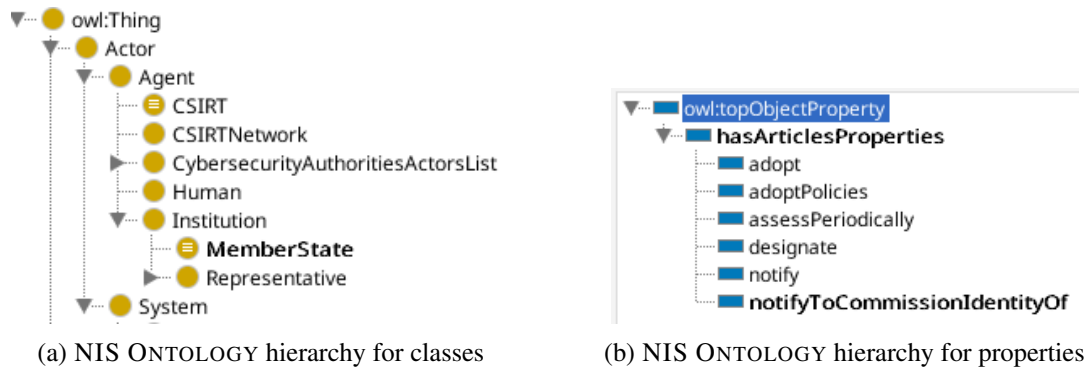 owl:Thing
Actor
Agent
CSIRT
CSIRTNetwork
CybersecurityAuthoritiesActorsList
Human
Institution
MemberState
Representative
System
(a) NIS ONTOLOGY hierarchy for classes
owl:topObjectProperty
hasArticlesProperties
adopt
adoptPolicies
assessPeriodically
designate
notify
notifyToCommissionIdentityOf
(b) NIS ONTOLOGY hierarchy for properties